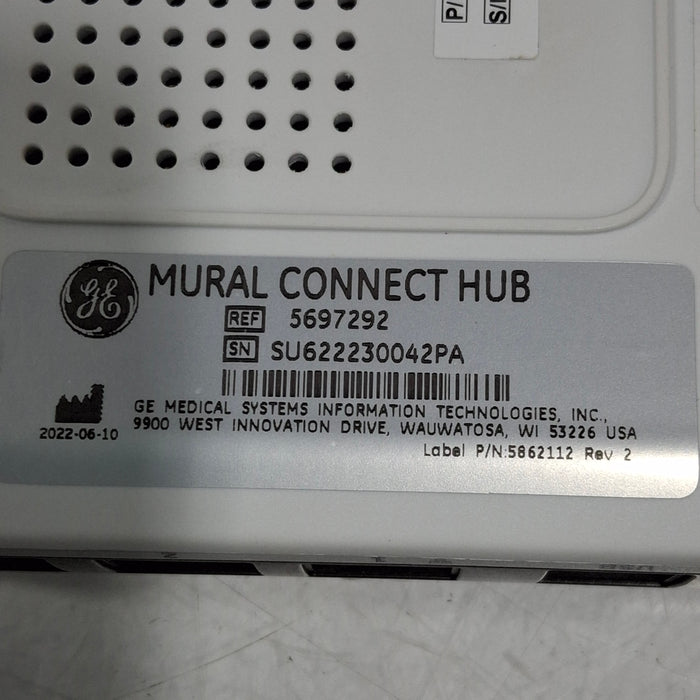 P/
S/
GE
MURAL CONNECT HUB
REF 5697292
SN SU622230042PA
2022-06-10
GE MEDICAL SYSTEMS INFORMATION TECHNOLOGIES, INC.,
9900 WEST INNOVATION DRIVE, WAUWATOSA, WI 53226 USA
Label P/N:5862112 Rev 2